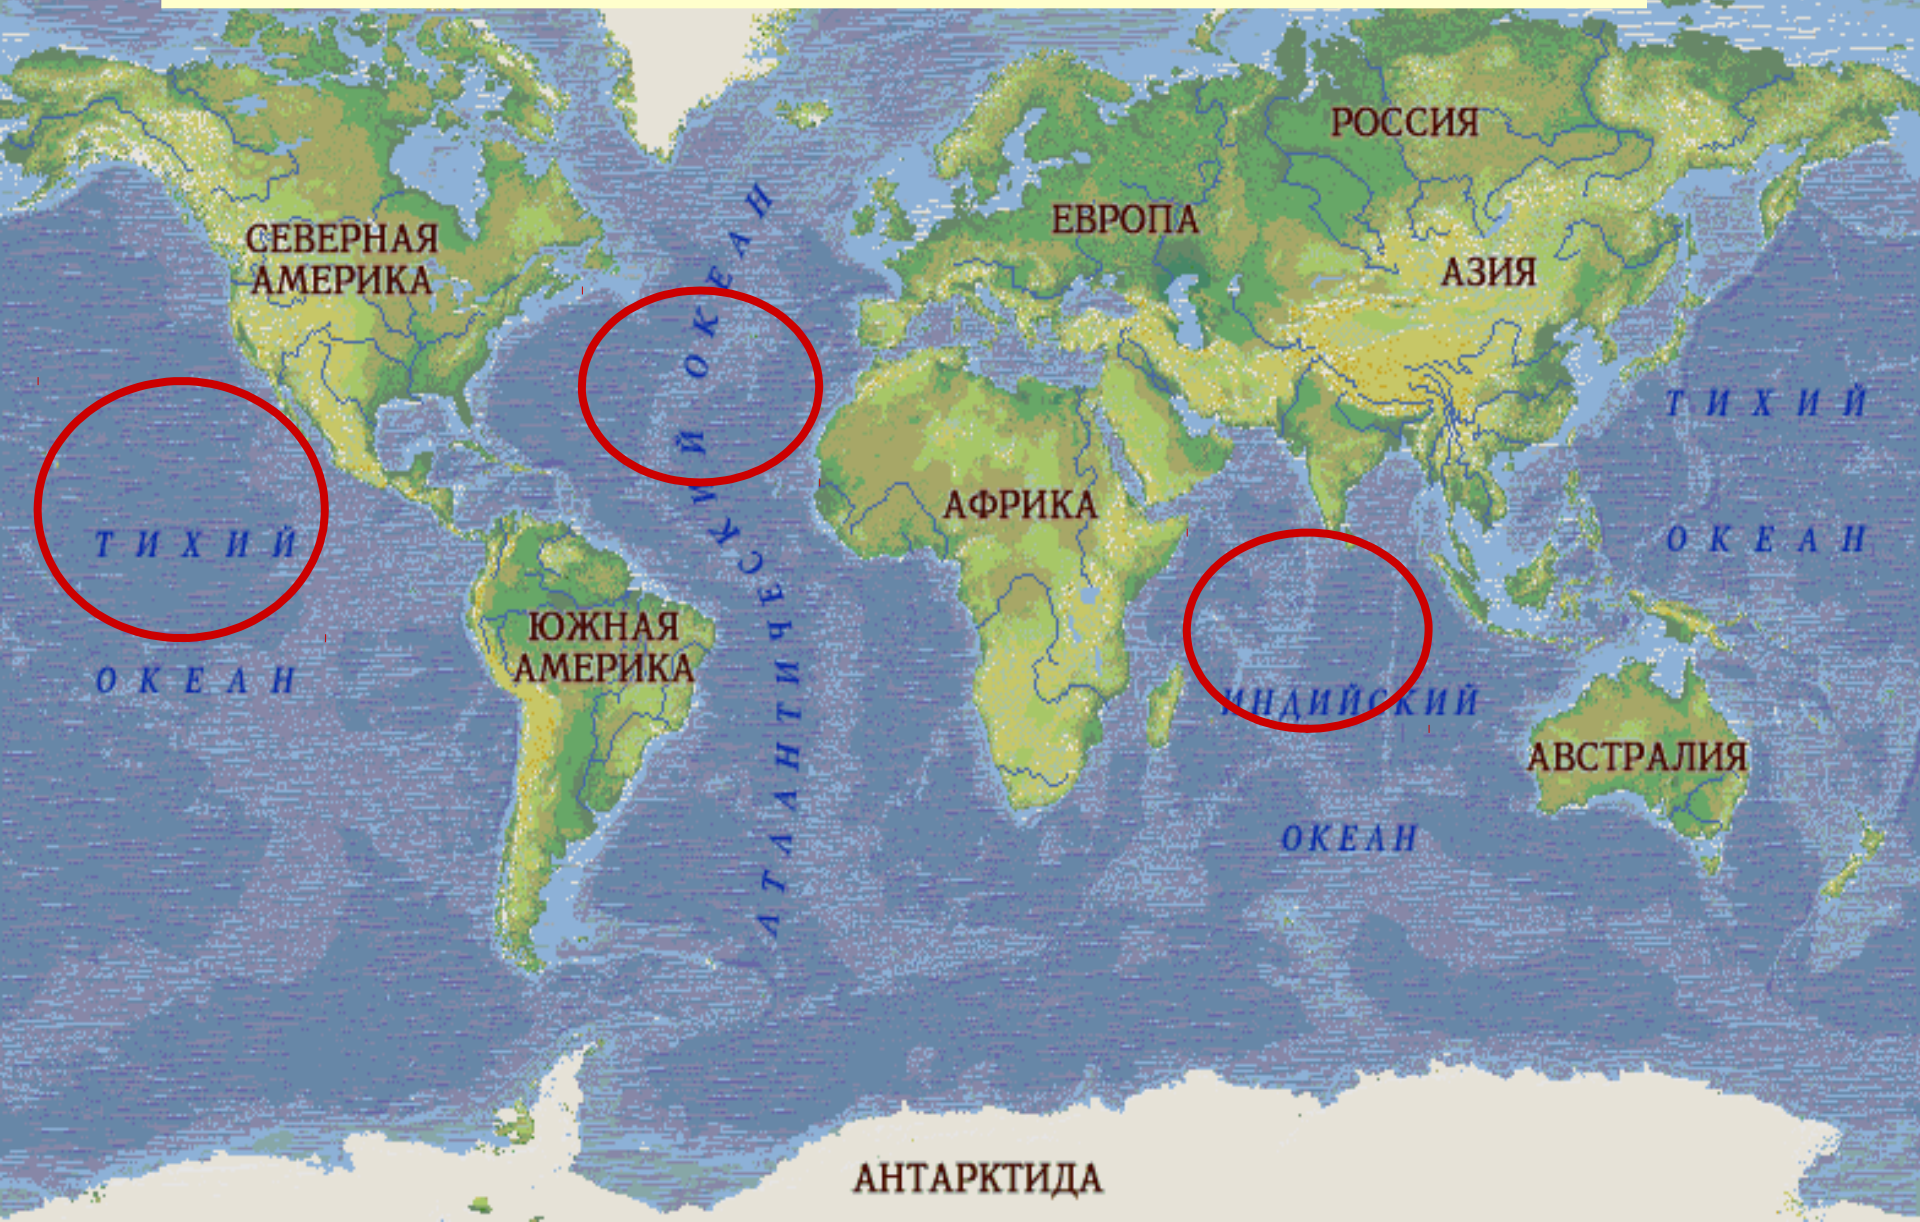 РОССИЯ
ЕВРОПА
СЕВЕРНАЯ
АМЕРИКА
АЗИЯ
АТЛАНТИЧЕСКИЙ ОКЕАН
ТИХИЙ
ОКЕАН
АФРИКА
ТИХИЙ
ОКЕАН
ЮЖНАЯ
АМЕРИКА
ИНДИЙСКИЙ
ОКЕАН
АВСТРАЛИЯ
АНТАРКТИДА